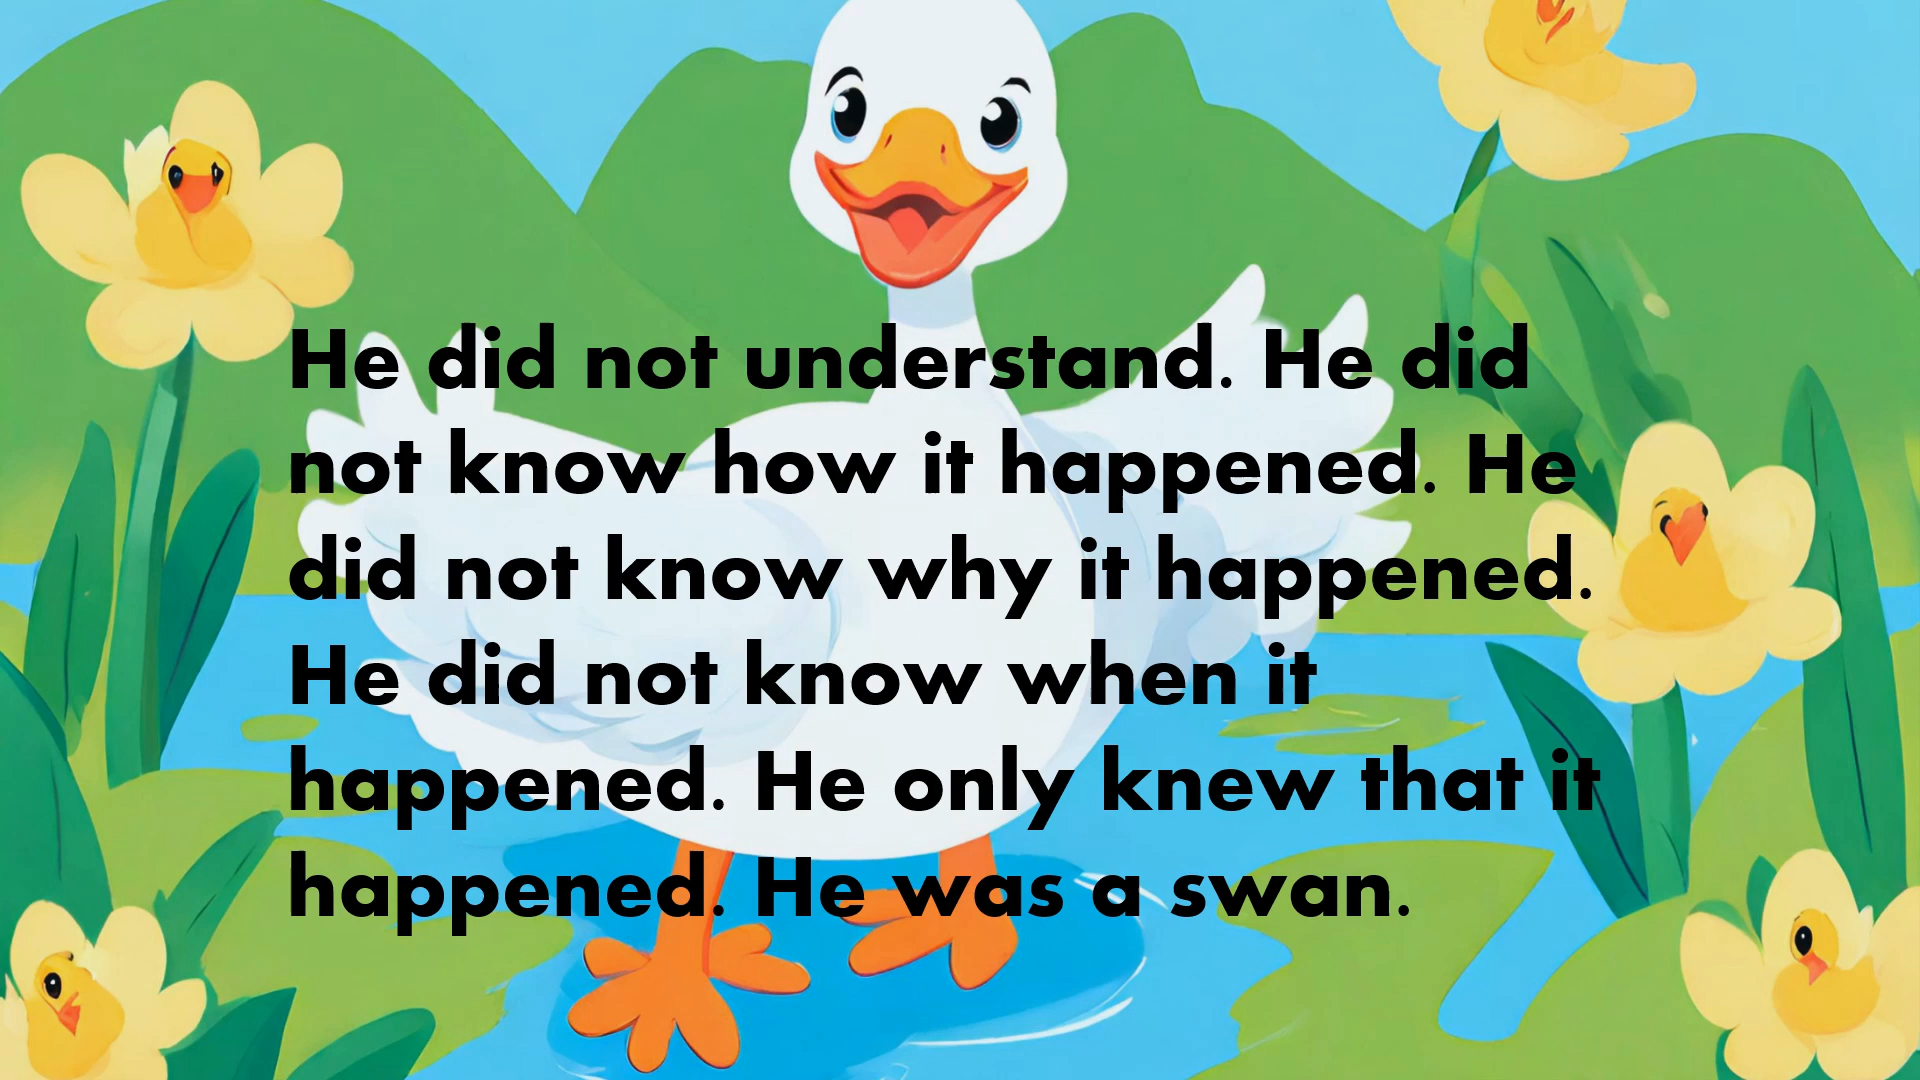 He did not understand. He did
not know how it happened. He
did not know why it happened.
He did not know when it
happened. He only knew that it
happened. He was a swan.